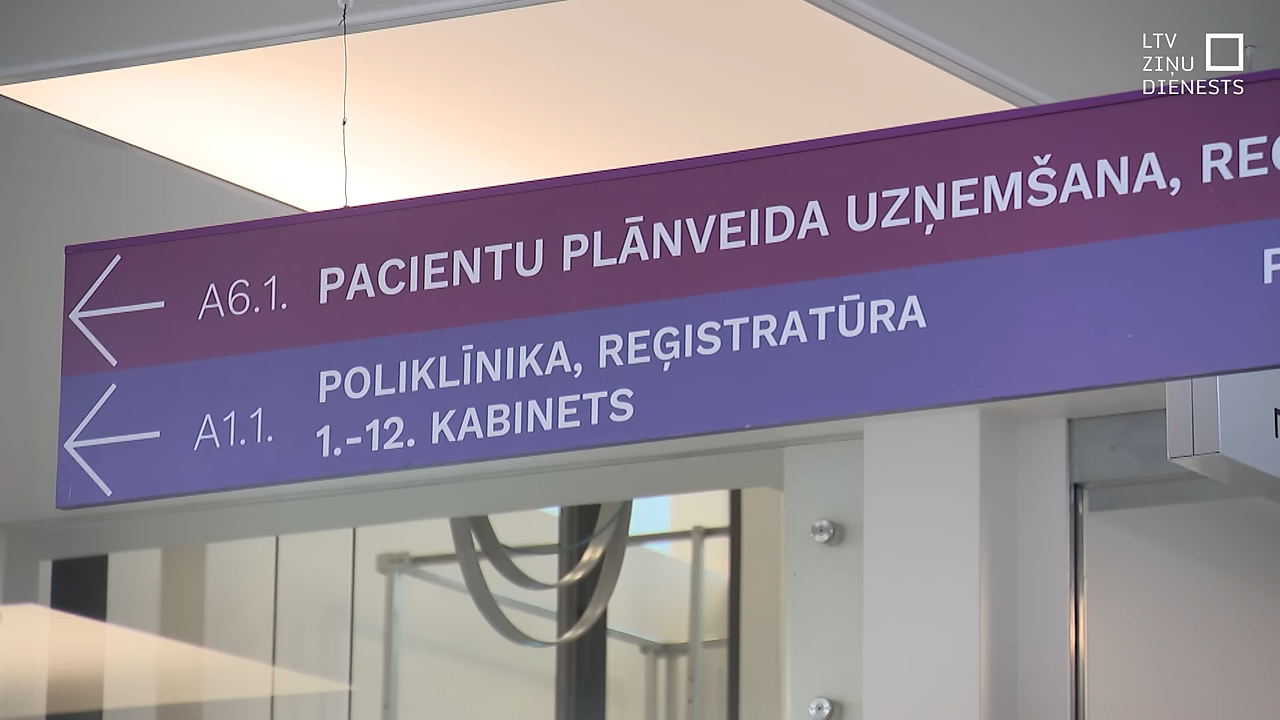 LTV
ZIŅU
DIENESTS
A6.1. PACIENTU PLĀNVEIDA UZŅEMŠANA,
A1.1. POLIKLĪNIKA, REĢISTRATŪRA
1.-12. KABINETS